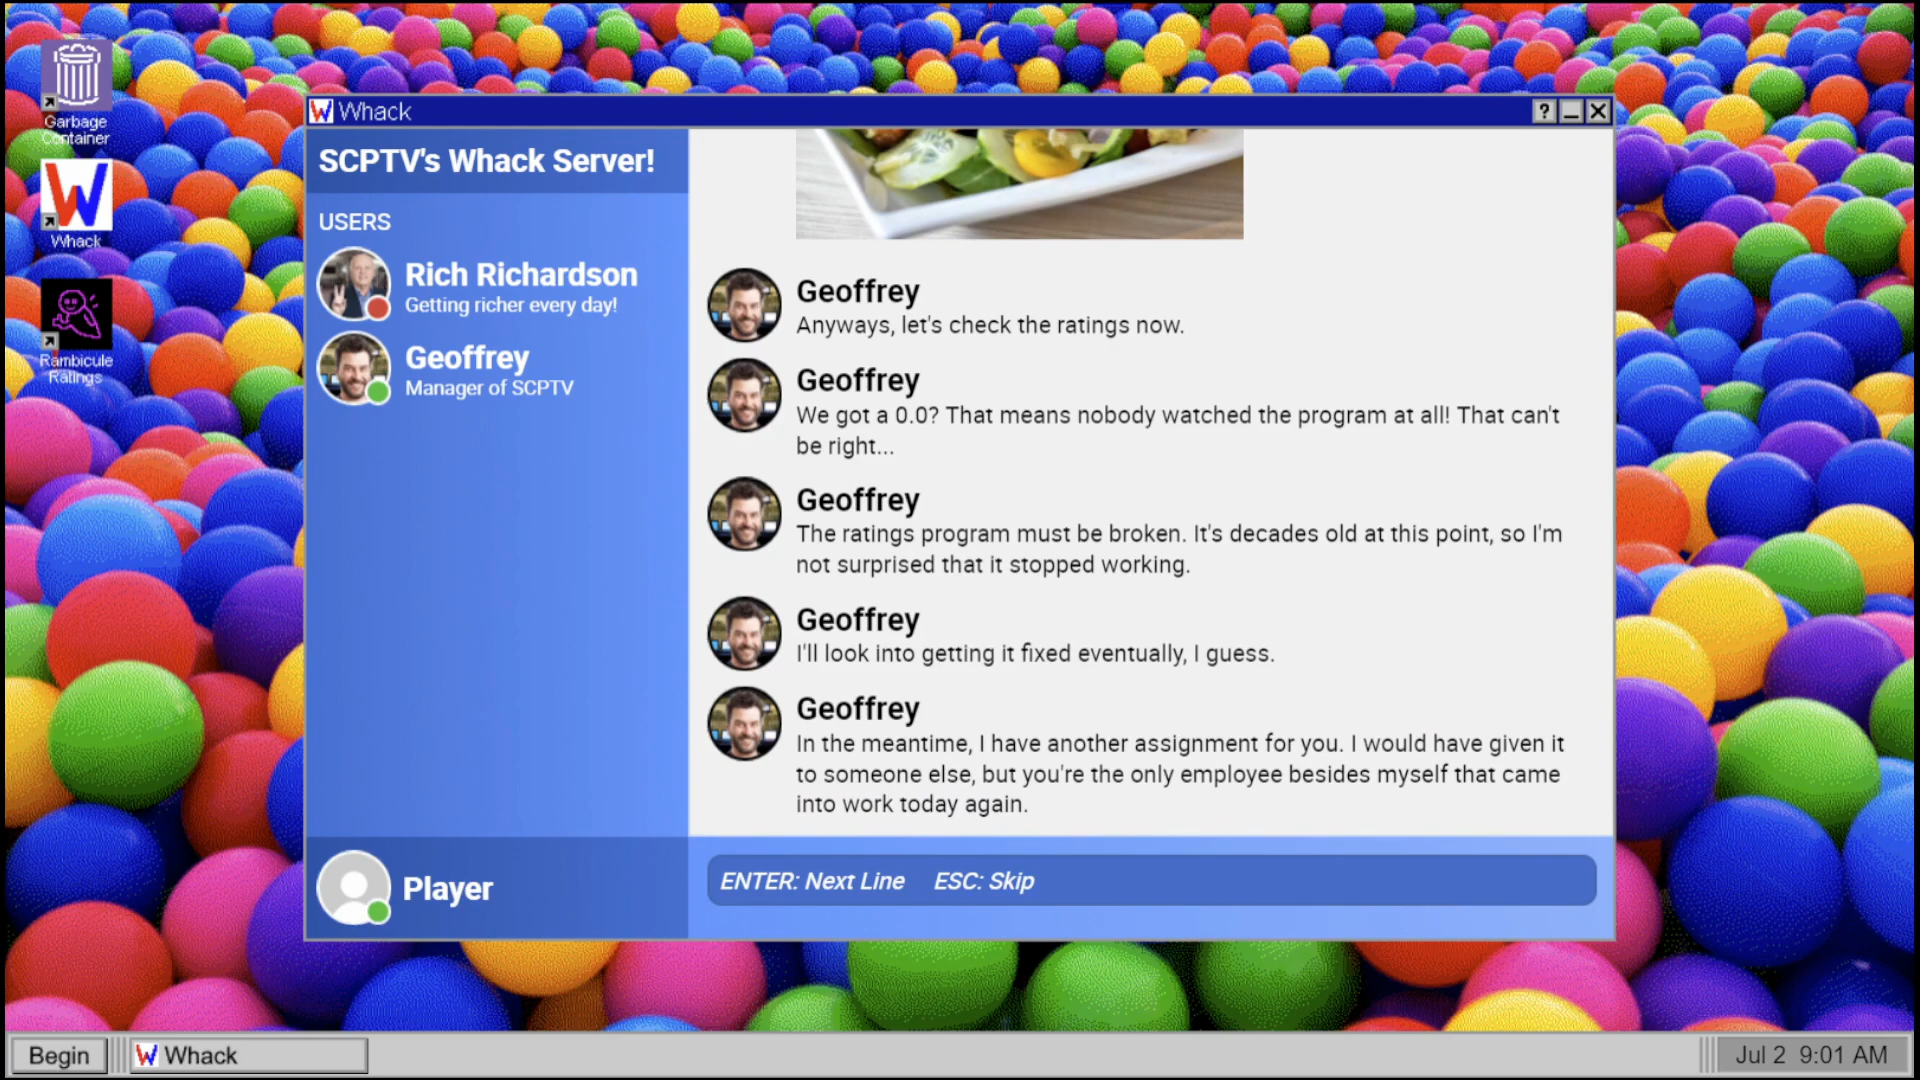 Garbage
Container
Whack
Rambicule
Ratings
W Whack
? _ X
SCPTV's Whack Server!
USERS
Rich Richardson
Getting richer every day!
Geoffrey
Manager of SCPTV
Player
Geoffrey
Anyways, let's check the ratings now.
Geoffrey
We got a 0.0? That means nobody watched the program at all! That can't
be right...
Geoffrey
The ratings program must be broken. It's decades old at this point, so I'm
not surprised that it stopped working.
Geoffrey
I'll look into getting it fixed eventually, I guess.
Geoffrey
In the meantime, I have another assignment for you. I would have given it
to someone else, but you're the only employee besides myself that came
into work today again.
ENTER: Next Line ESC: Skip
Begin
W Whack
Jul 2 9:01 AM